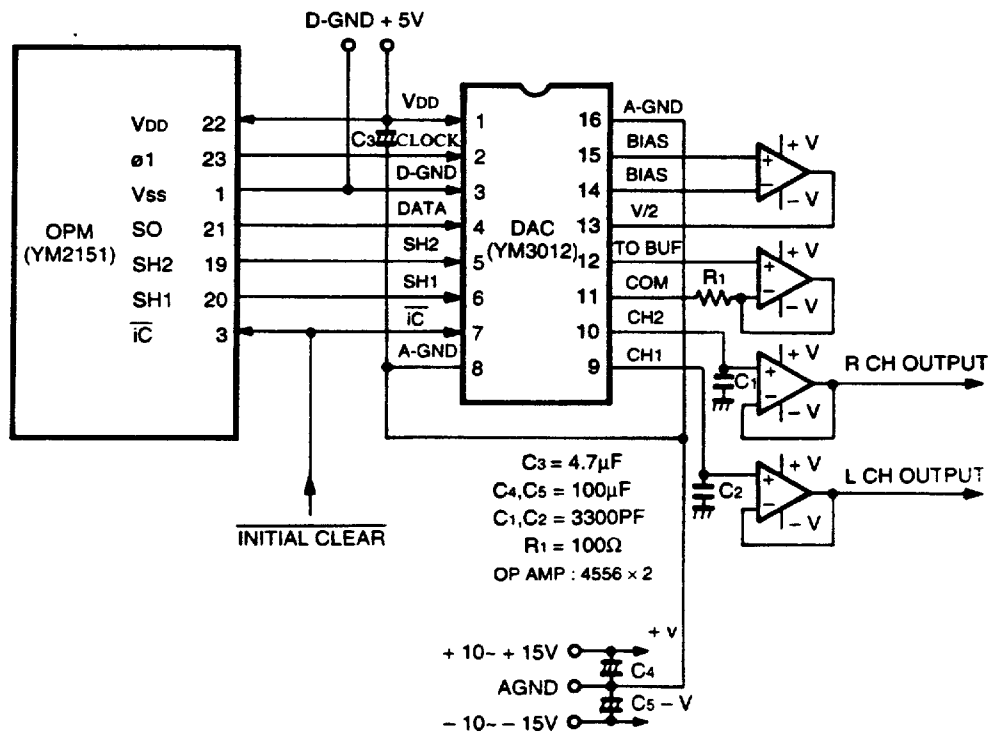 D-GND + 5V
OPM
(YM2151)
VDD 22
ø1 23
Vss 1
SO 21
SH2 19
SH1 20
iC 3
VDD
C3
CLOCK
D-GND
DATA
SH2
SH1
iC
A-GND
DAC
(YM3012)
1
2
3
4
5
6
7
8
16
15
14
13
12
11
10
9
A-GND
BIAS
BIAS
V/2
TO BUF
COM
R1
CH2
CH1
+ V
+
−
− V
+ V
+
−
− V
C1
+ V
+
−
− V
R CH OUTPUT
C2
+ V
+
−
− V
L CH OUTPUT
INITIAL CLEAR
C3 = 4.7µF
C4,C5 = 100µF
C1,C2 = 3300PF
R1 = 100Ω
OP AMP : 4556 × 2
+ v
+ 10~ + 15V
C4
AGND
C5 – V
– 10~ – 15V